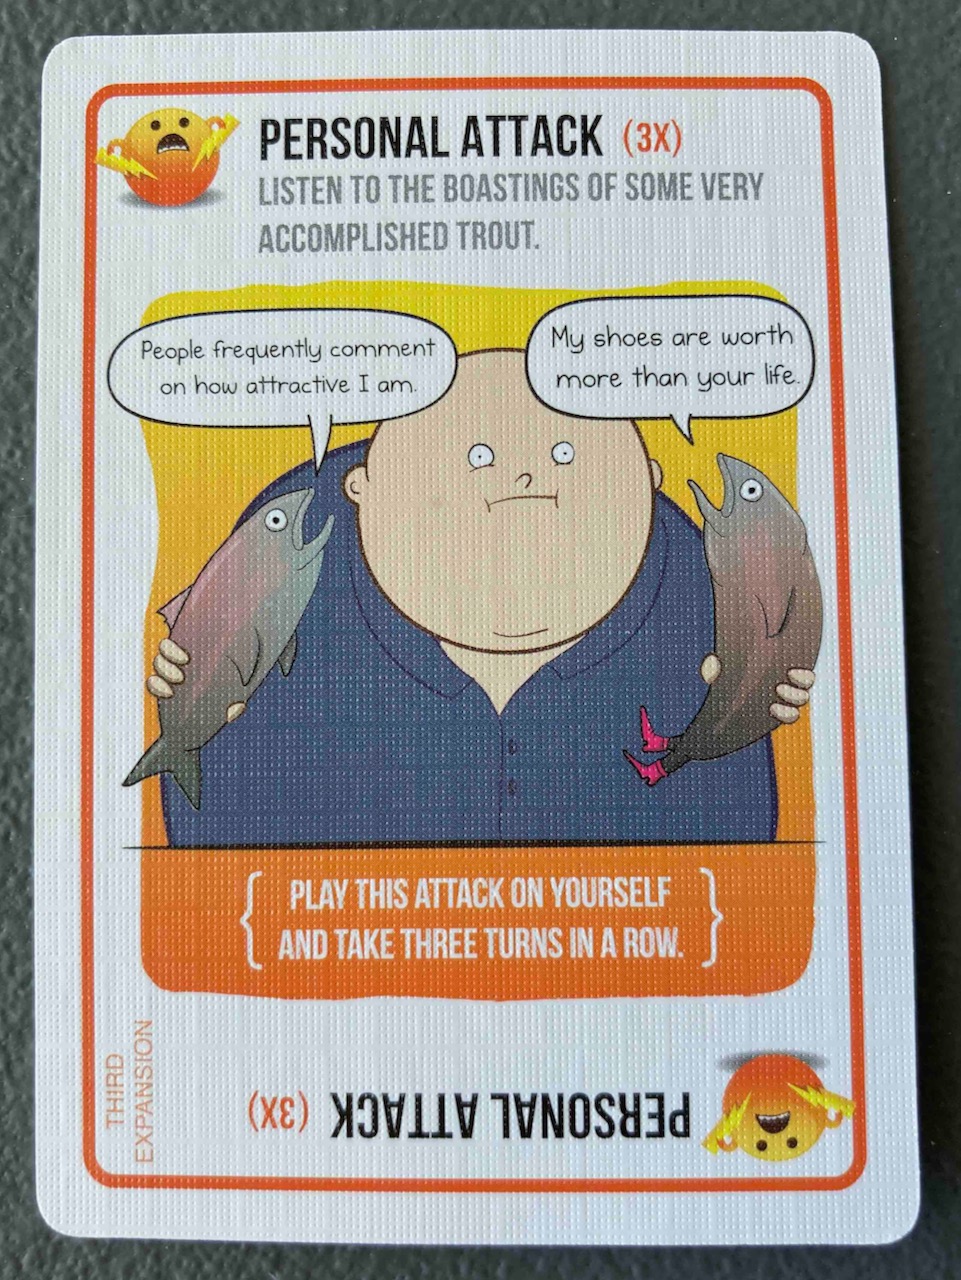 PERSONAL ATTACK (3X)
LISTEN TO THE BOASTINGS OF SOME VERY
ACCOMPLISHED TROUT.
People frequently comment
on how attractive I am.
My shoes are worth
more than your life.
{ PLAY THIS ATTACK ON YOURSELF
AND TAKE THREE TURNS IN A ROW. }
THIRD
EXPANSION
PERSONAL ATTACK (3X)